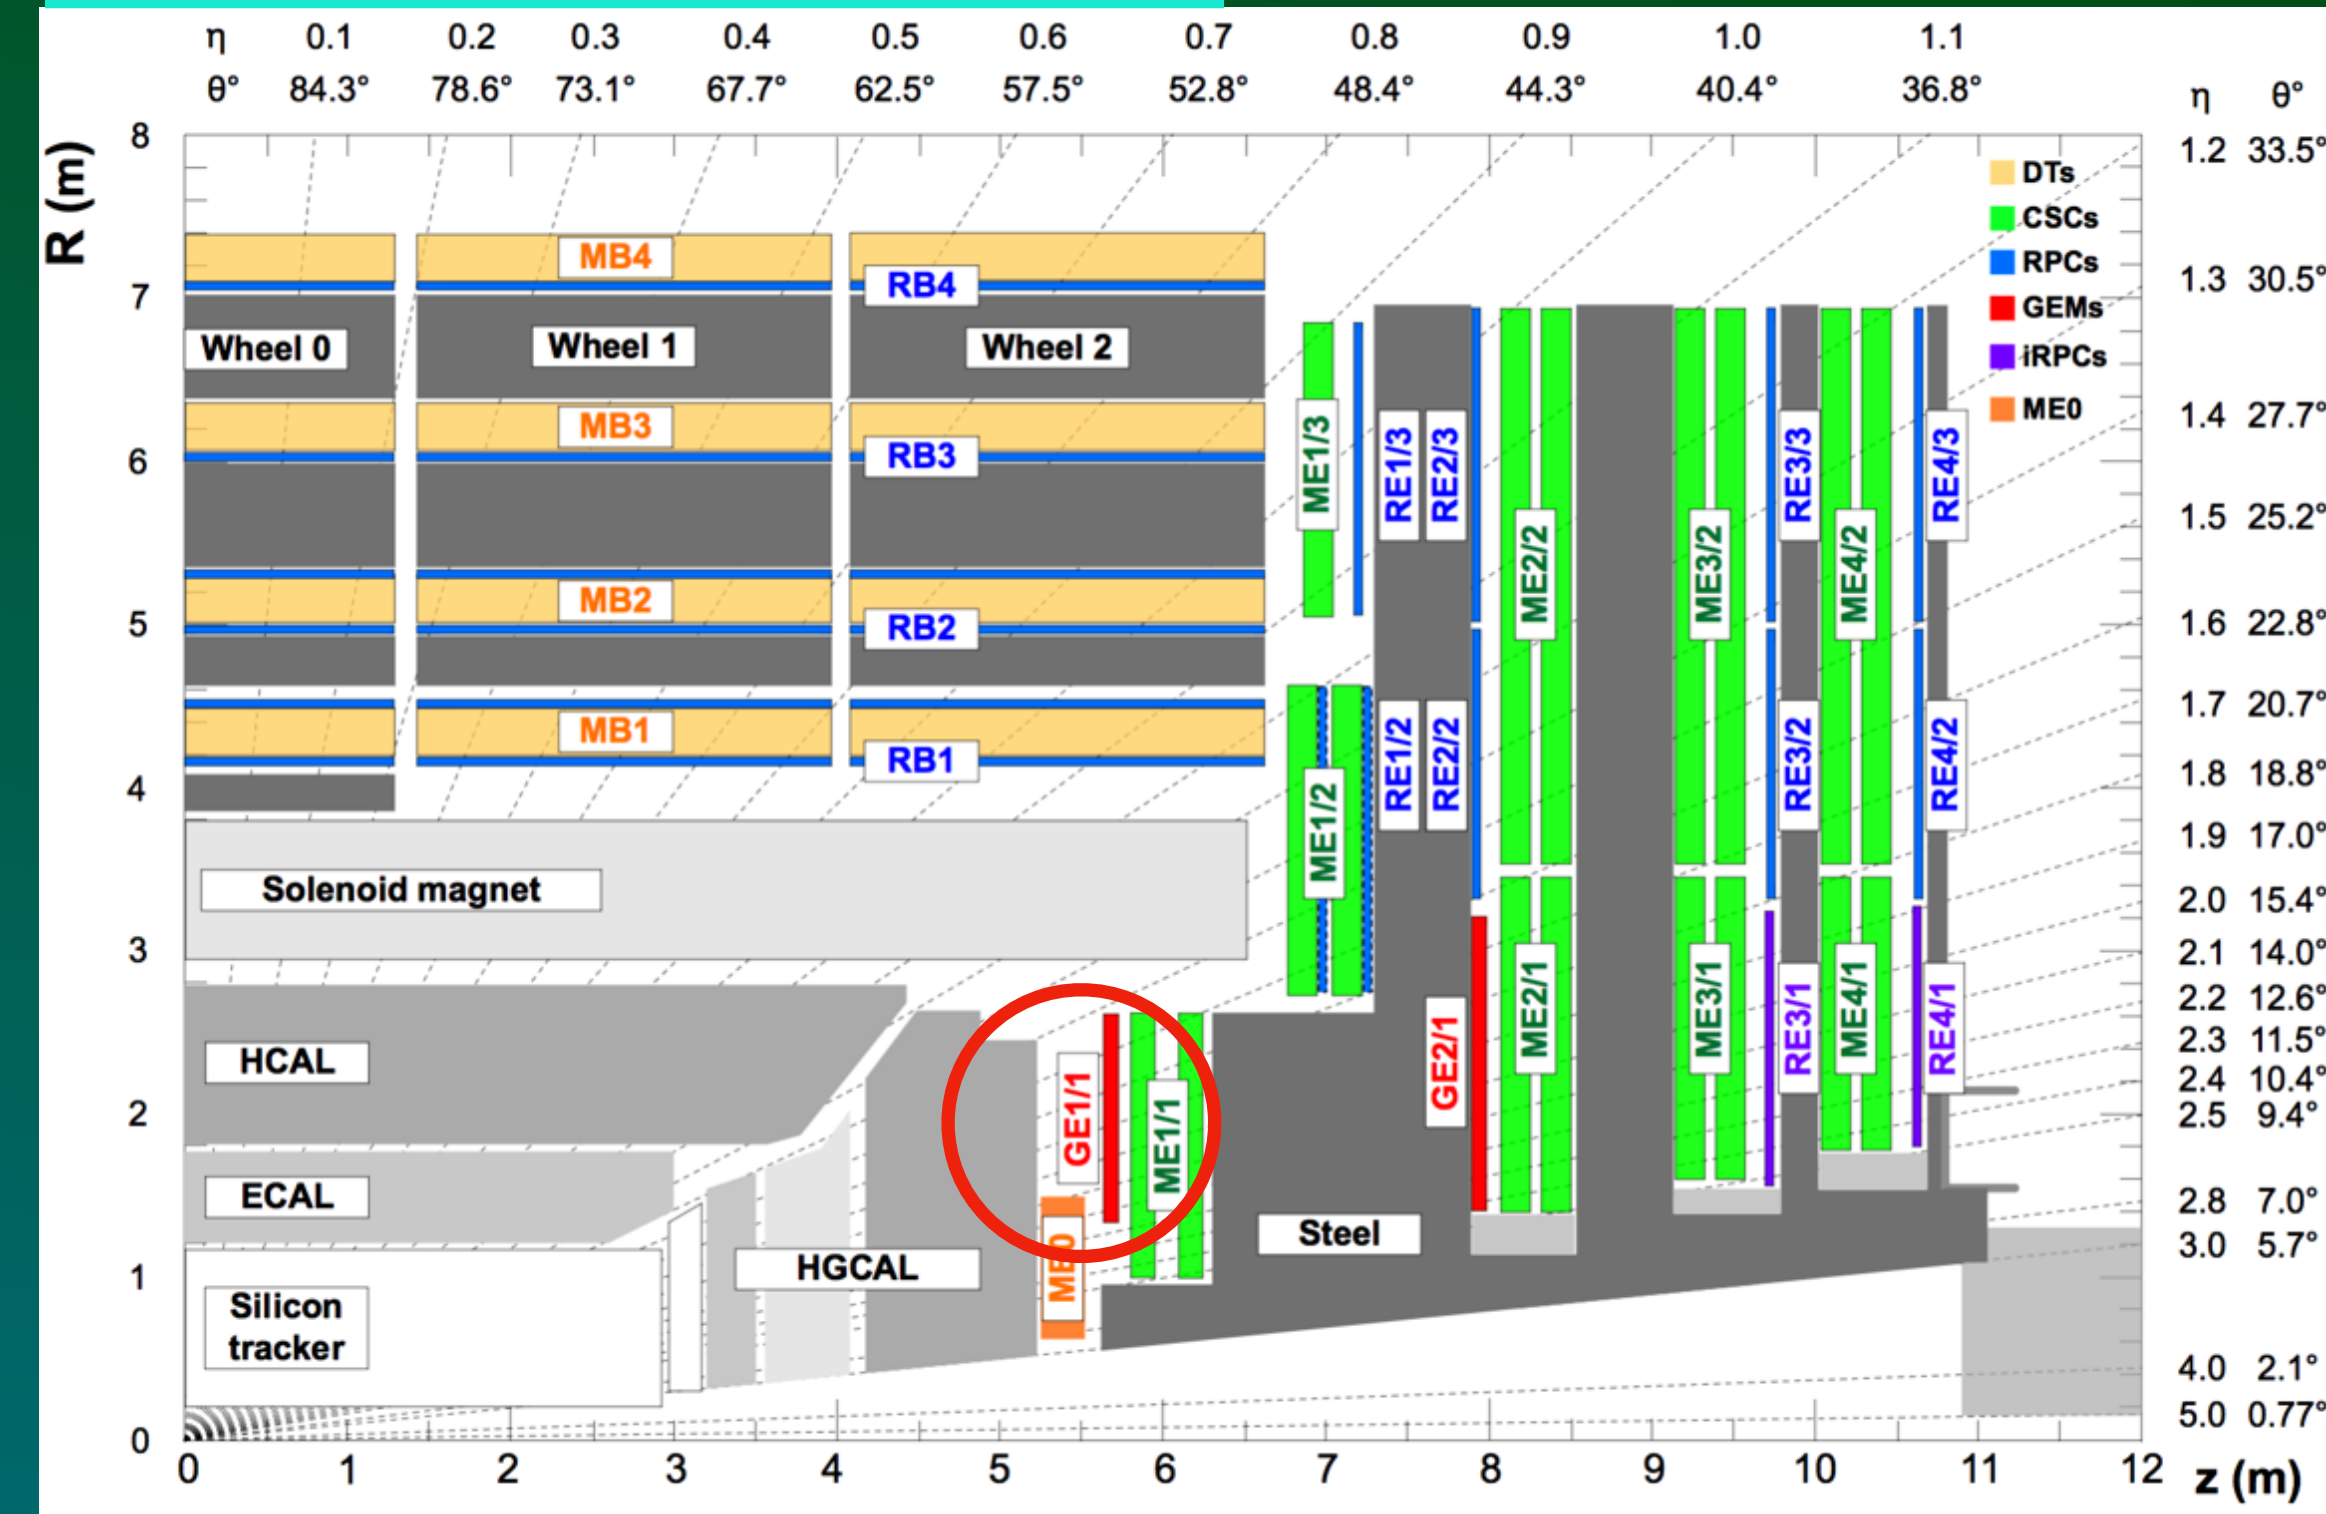 η 0.1 0.2 0.3 0.4 0.5 0.6 0.7 0.8 0.9 1.0 1.1
θ° 84.3° 78.6° 73.1° 67.7° 62.5° 57.5° 52.8° 48.4° 44.3° 40.4° 36.8° η θ°
R (m)
8
7
6
5
4
3
2
1
0
1.2 33.5°
1.3 30.5°
1.4 27.7°
1.5 25.2°
1.6 22.8°
1.7 20.7°
1.8 18.8°
1.9 17.0°
2.0 15.4°
2.1 14.0°
2.2 12.6°
2.3 11.5°
2.4 10.4°
2.5 9.4°
2.8 7.0°
3.0 5.7°
4.0 2.1°
5.0 0.77°
DTs
CSCs
RPCs
GEMs
iRPCs
ME0
MB4
RB4
Wheel 0 Wheel 1 Wheel 2
MB3
RB3
MB2
RB2
MB1
RB1
Solenoid magnet
HCAL
ECAL
Silicon
tracker
HGCAL
Steel
ME1/3
RE1/3
RE2/3
ME2/2
ME3/2
RE3/3
ME4/2
RE4/3
ME1/2
RE1/2
RE2/2
RE3/2
RE4/2
GE1/1
ME1/1
ME0
GE2/1
ME2/1
ME3/1
RE3/1
ME4/1
RE4/1
0 1 2 3 4 5 6 7 8 9 10 11 12 z (m)